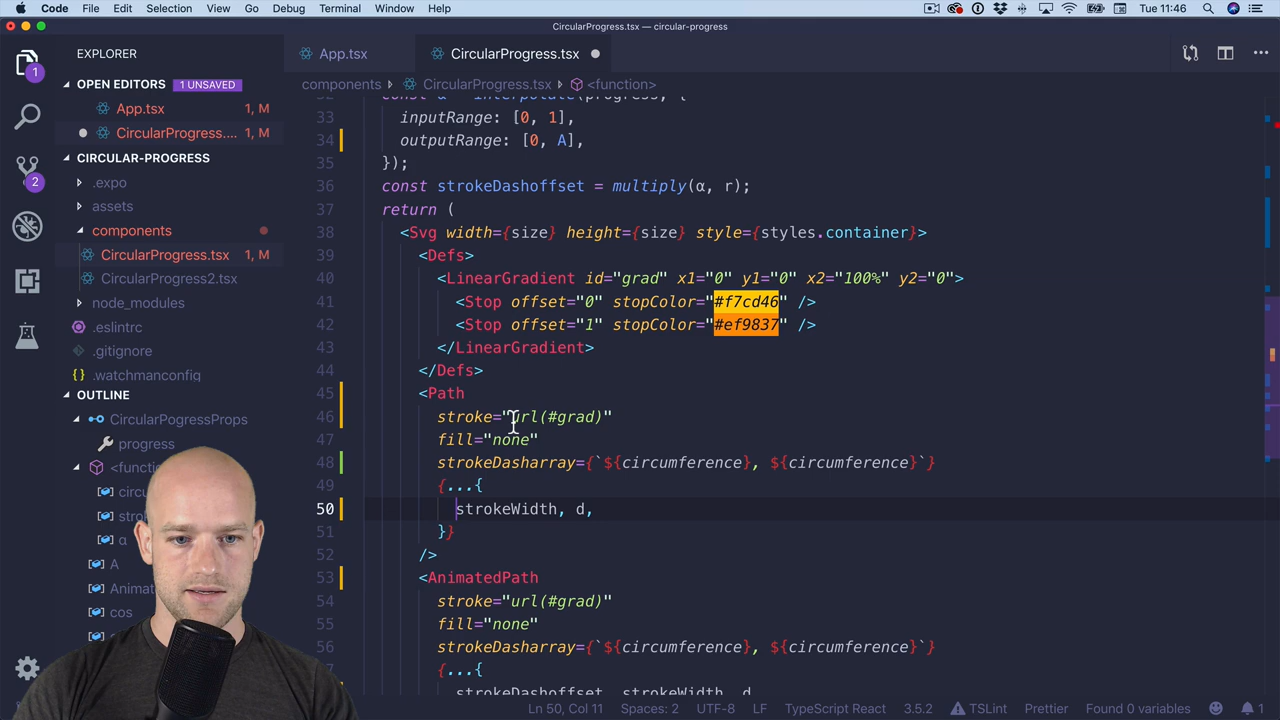 Code File Edit Selection View Go Debug Terminal Window Help
Tue 11:46
CircularProgress.tsx — circular-progress
EXPLORER
OPEN EDITORS 1 UNSAVED
App.tsx 1, M
CircularProgress.... 1, M
CIRCULAR-PROGRESS
.expo
assets
components
CircularProgress.tsx 1, M
CircularProgress2.tsx
node_modules
.eslintrc
.gitignore
.watchmanconfig
OUTLINE
CircularPogressProps
progress
<function>
α
A
cos
1
2
App.tsx
CircularProgress.tsx
components CircularProgress.tsx <function>
33 inputRange: [0, 1],
34 outputRange: [0, A],
35 });
36 const strokeDashoffset = multiply(α, r);
37 return (
38 <Svg width={size} height={size} style={styles.container}>
39 <Defs>
40 <LinearGradient id="grad" x1="0" y1="0" x2="100%" y2="0">
41 <Stop offset="0" stopColor="#f7cd46" />
42 <Stop offset="1" stopColor="#ef9837" />
43 </LinearGradient>
44 </Defs>
45 <Path
46 stroke="url(#grad)"
47 fill="none"
48 strokeDasharray={`${circumference}, ${circumference}`}
49 {...{
50 strokeWidth, d,
51 }}
52 />
53 <AnimatedPath
54 stroke="url(#grad)"
55 fill="none"
56 strokeDasharray={`${circumference}, ${circumference}`}
{...{
strokeDashoffset, strokeWidth, d
Ln 50, Col 11 Spaces: 2 UTF-8 LF TypeScript React 3.5.2 TSLint Prettier Found 0 variables 1